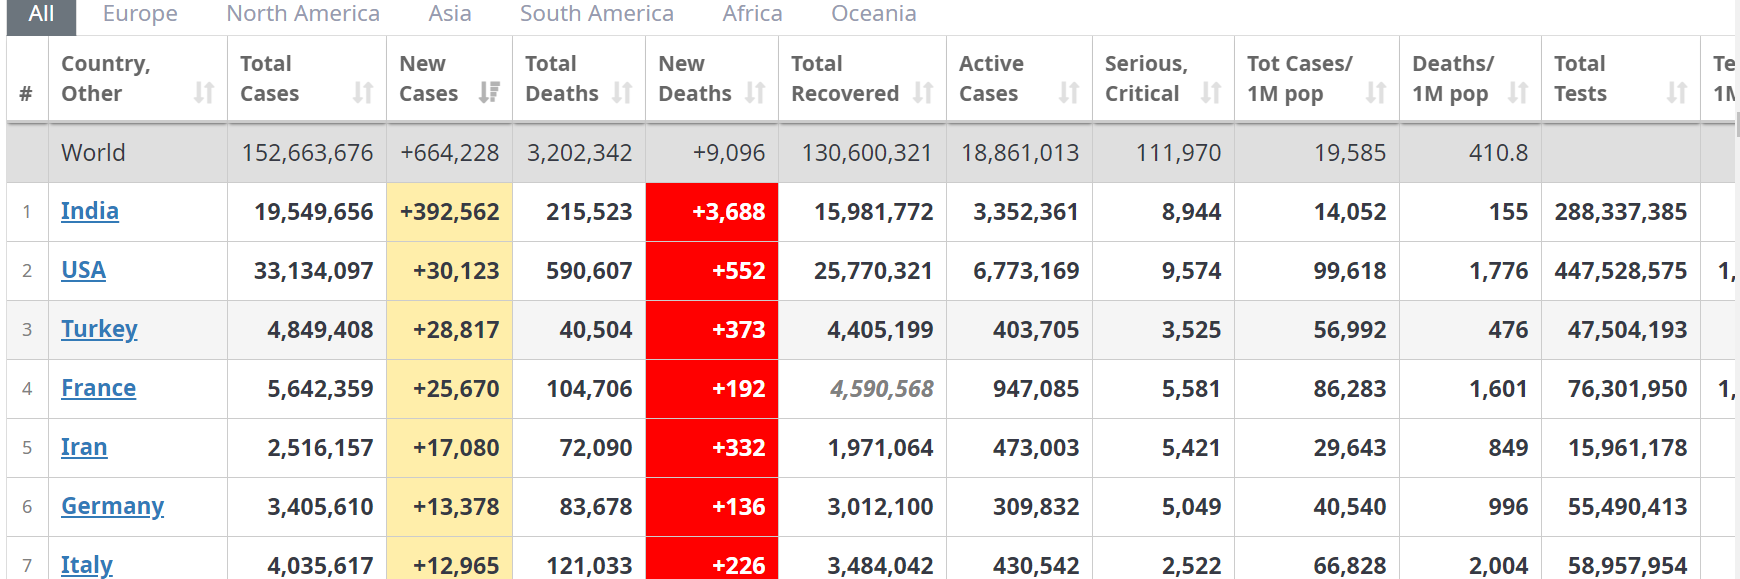 All Europe North America Asia South America Africa Oceania
# Country, Other Total Cases New Cases Total Deaths New Deaths Total Recovered Active Cases Serious, Critical Tot Cases/ 1M pop Deaths/ 1M pop Total Tests
World 152,663,676 +664,228 3,202,342 +9,096 130,600,321 18,861,013 111,970 19,585 410.8
1 India 19,549,656 +392,562 215,523 +3,688 15,981,772 3,352,361 8,944 14,052 155 288,337,385
2 USA 33,134,097 +30,123 590,607 +552 25,770,321 6,773,169 9,574 99,618 1,776 447,528,575 1,
3 Turkey 4,849,408 +28,817 40,504 +373 4,405,199 403,705 3,525 56,992 476 47,504,193
4 France 5,642,359 +25,670 104,706 +192 4,590,568 947,085 5,581 86,283 1,601 76,301,950 1,
5 Iran 2,516,157 +17,080 72,090 +332 1,971,064 473,003 5,421 29,643 849 15,961,178
6 Germany 3,405,610 +13,378 83,678 +136 3,012,100 309,832 5,049 40,540 996 55,490,413
7 Italy 4,035,617 +12,965 121,033 +226 3,484,042 430,542 2,522 66,828 2,004 58,957,954